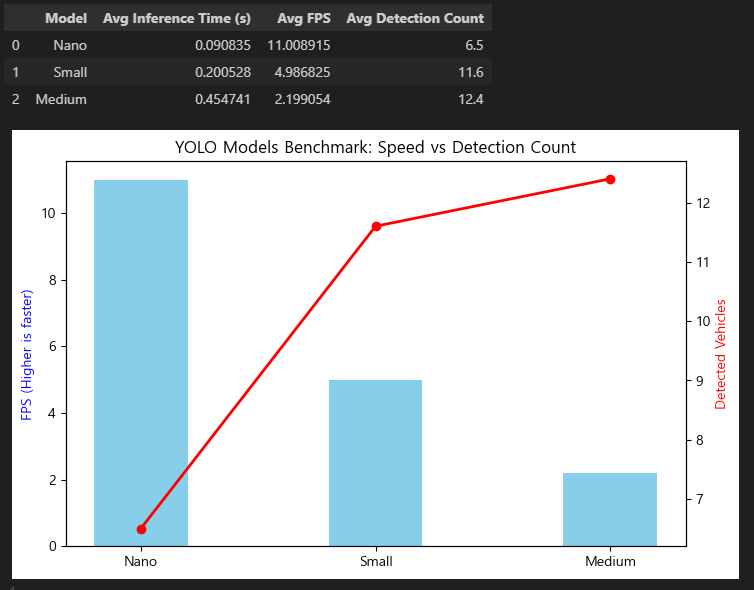 Model Avg Inference Time (s) Avg FPS Avg Detection Count
0 Nano 0.090835 11.008915 6.5
1 Small 0.200528 4.986825 11.6
2 Medium 0.454741 2.199054 12.4
YOLO Models Benchmark: Speed vs Detection Count
FPS (Higher is faster)
10
8
6
4
2
0
12
11
10
9
8
7
Detected Vehicles
Nano Small Medium